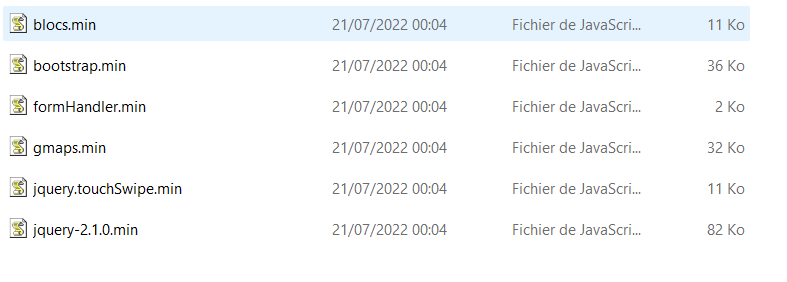 blocs.min 21/07/2022 00:04 Fichier de JavaScri... 11 Ko
bootstrap.min 21/07/2022 00:04 Fichier de JavaScri... 36 Ko
formHandler.min 21/07/2022 00:04 Fichier de JavaScri... 2 Ko
gmaps.min 21/07/2022 00:04 Fichier de JavaScri... 32 Ko
jquery.touchSwipe.min 21/07/2022 00:04 Fichier de JavaScri... 11 Ko
jquery-2.1.0.min 21/07/2022 00:04 Fichier de JavaScri... 82 Ko